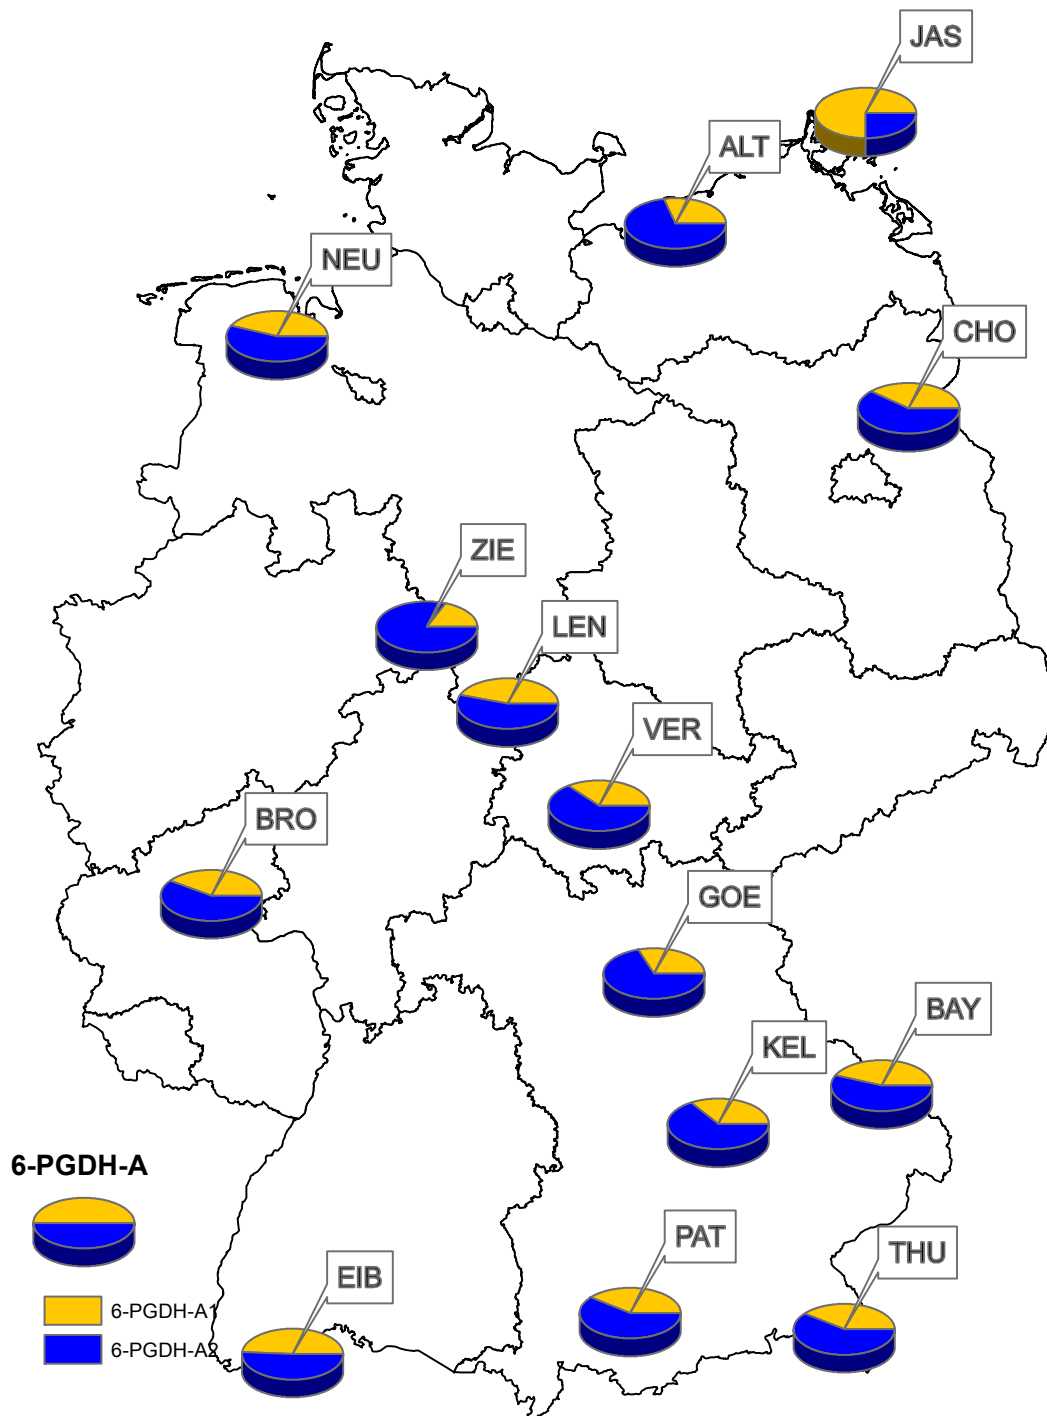 JAS
ALT
NEU
CHO
ZIE
LEN
VER
BRO
GOE
BAY
KEL
6-PGDH-A
PAT
THU
EIB
6-PGDH-A1
6-PGDH-A2